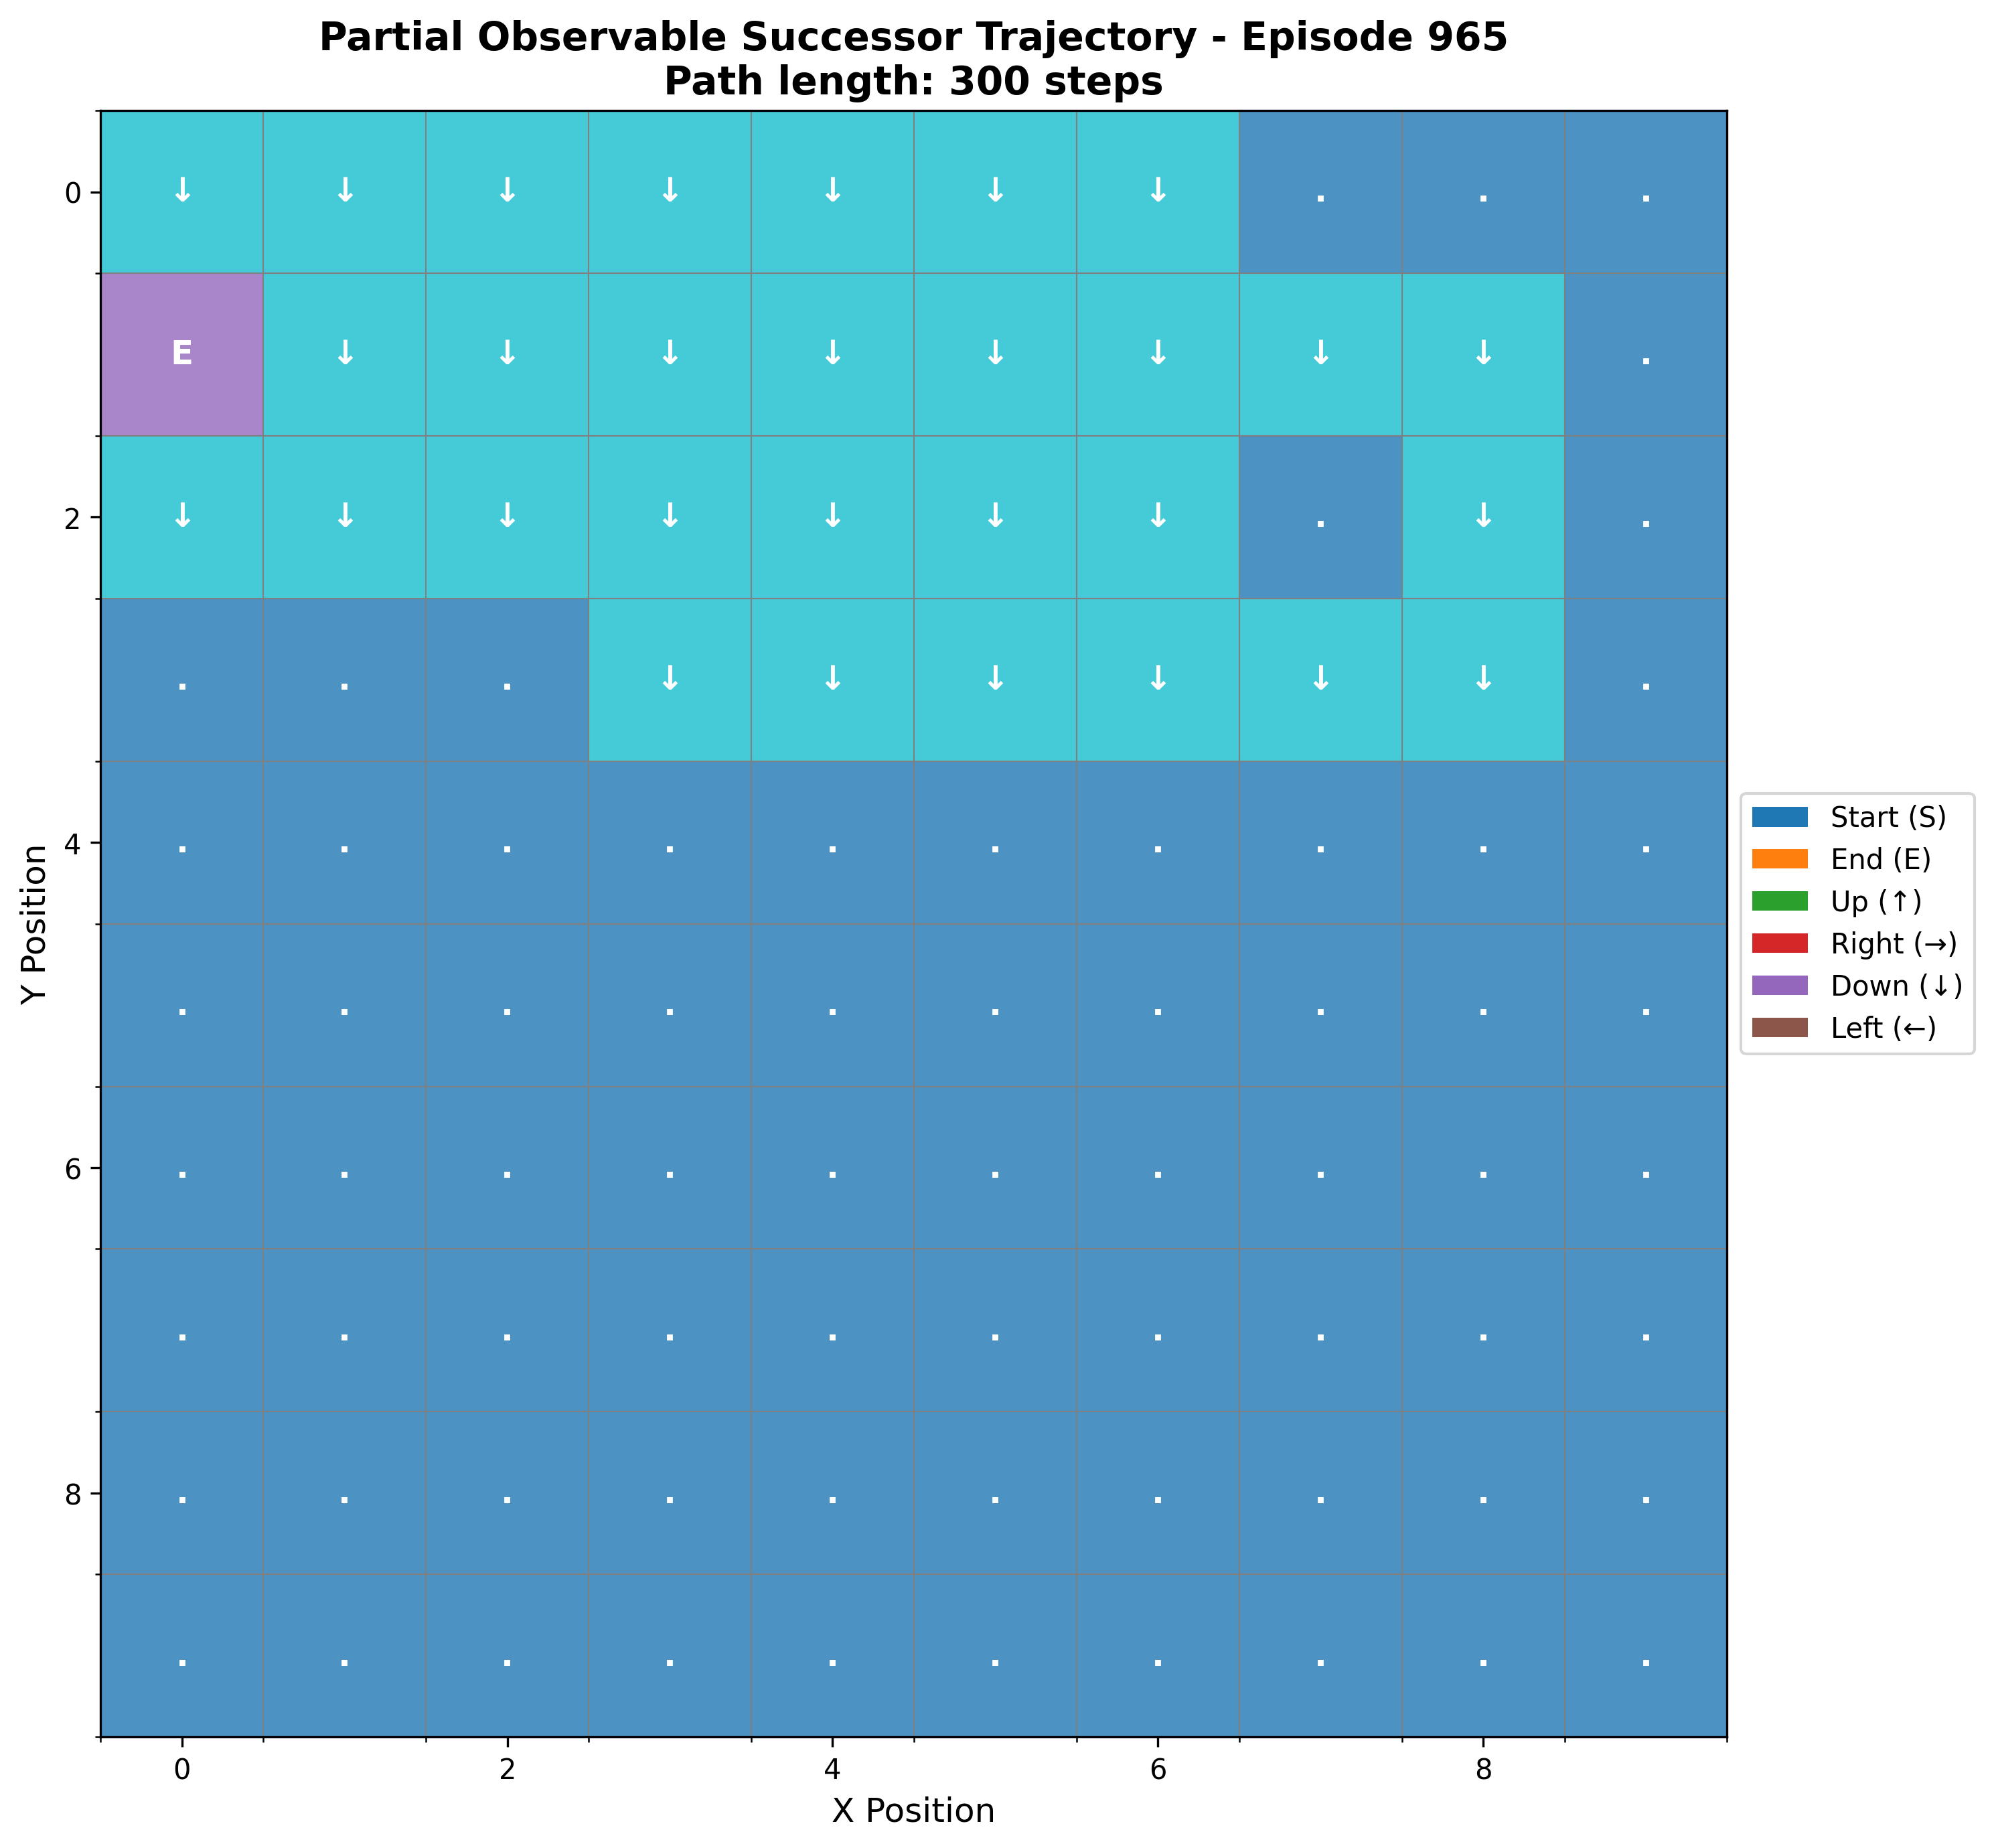 Partial Observable Successor Trajectory - Episode 965
Path length: 300 steps
0 ↓ ↓ ↓ ↓ ↓ ↓ ↓ . . .
E ↓ ↓ ↓ ↓ ↓ ↓ ↓ ↓ .
2 ↓ ↓ ↓ ↓ ↓ ↓ ↓ . ↓ .
. . . ↓ ↓ ↓ ↓ ↓ ↓ .
4 . . . . . . . . . .
. . . . . . . . . .
6 . . . . . . . . . .
. . . . . . . . . .
8 . . . . . . . . . .
. . . . . . . . . .
0 2 4 6 8
X Position
Y Position
Start (S)
End (E)
Up (↑)
Right (→)
Down (↓)
Left (←)